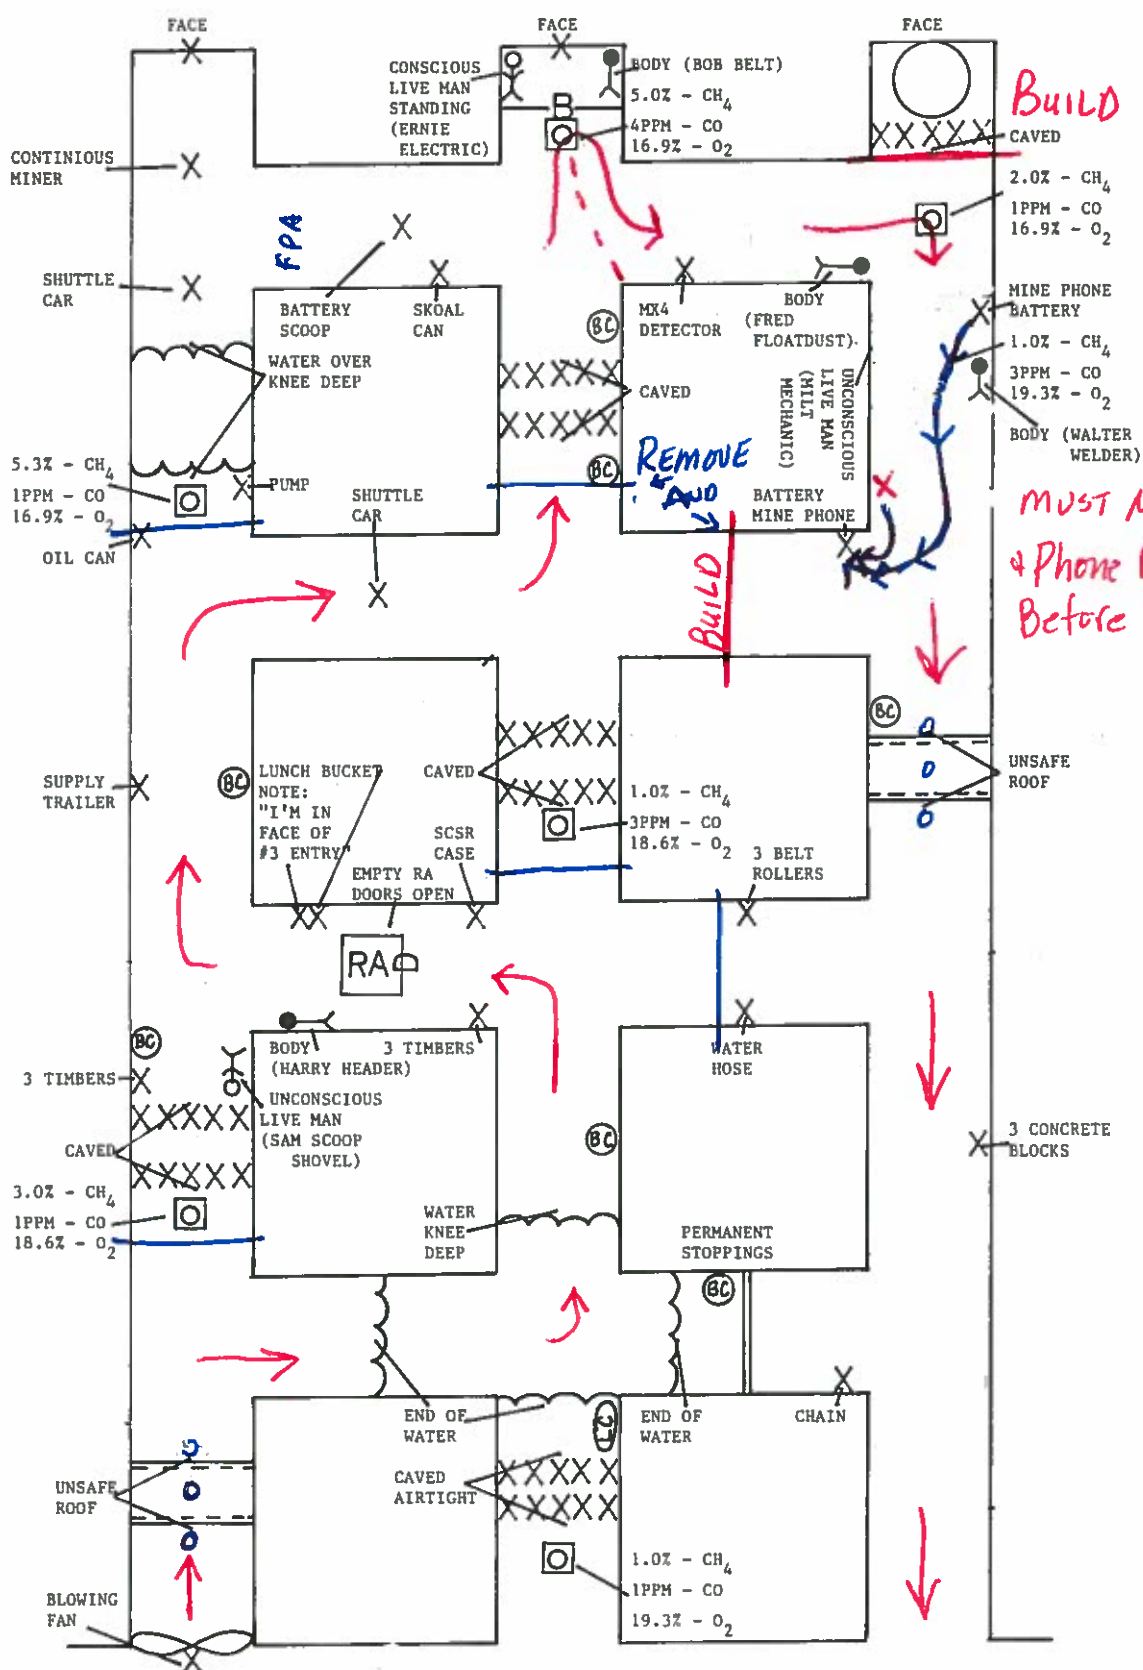 FACE
FACE
FACE
CONSCIOUS
LIVE MAN
STANDING
(ERNIE
ELECTRIC)
B
BODY (BOB BELT)
5.0% - CH4
4PPM - CO
16.9% - O2
BUILD
CAVED
CONTINIOUS
MINER
2.0% - CH4
1PPM - CO
16.9% - O2
FPA
SHUTTLE
CAR
BATTERY
SCOOP
SKOAL
CAN
BC
MX4
DETECTOR
BODY
(FRED
FLOATDUST)
MINE PHONE
BATTERY
1.0% - CH4
3PPM - CO
19.3% - O2
BODY (WALTER
WELDER)
WATER OVER
KNEE DEEP
CAVED
UNCONSCIOUS
LIVE MAN
(MILT
MECHANIC)
5.3% - CH4
1PPM - CO
16.9% - O2
PUMP
SHUTTLE
CAR
BC
REMOVE
AND
BATTERY
MINE PHONE
OIL CAN
MUST
& Phone
Before
BUILD
BC
SUPPLY
TRAILER
BC
LUNCH BUCKET
NOTE:
"I'M IN
FACE OF
#3 ENTRY"
CAVED
SCSR
CASE
EMPTY RA
DOORS OPEN
1.0% - CH4
3PPM - CO
18.6% - O2
3 BELT
ROLLERS
UNSAFE
ROOF
RA
BC
3 TIMBERS
BODY
(HARRY HEADER)
3 TIMBERS
UNCONSCIOUS
LIVE MAN
(SAM SCOOP
SHOVEL)
WATER
HOSE
BC
3 CONCRETE
BLOCKS
CAVED
3.0% - CH4
1PPM - CO
18.6% - O2
WATER
KNEE
DEEP
PERMANENT
STOPPINGS
BC
END OF
WATER
END OF
WATER
CHAIN
UNSAFE
ROOF
CAVED
AIRTIGHT
1.0% - CH4
1PPM - CO
19.3% - O2
BLOWING
FAN